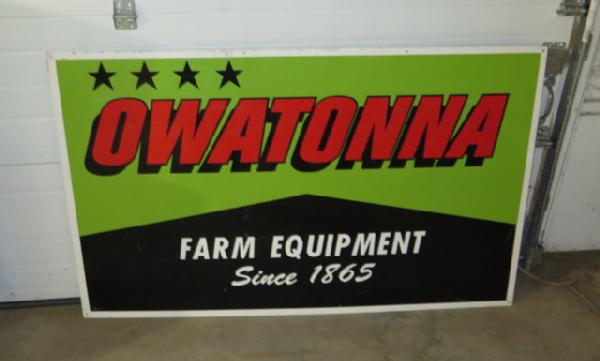 OWATONNA
FARM EQUIPMENT
Since 1865